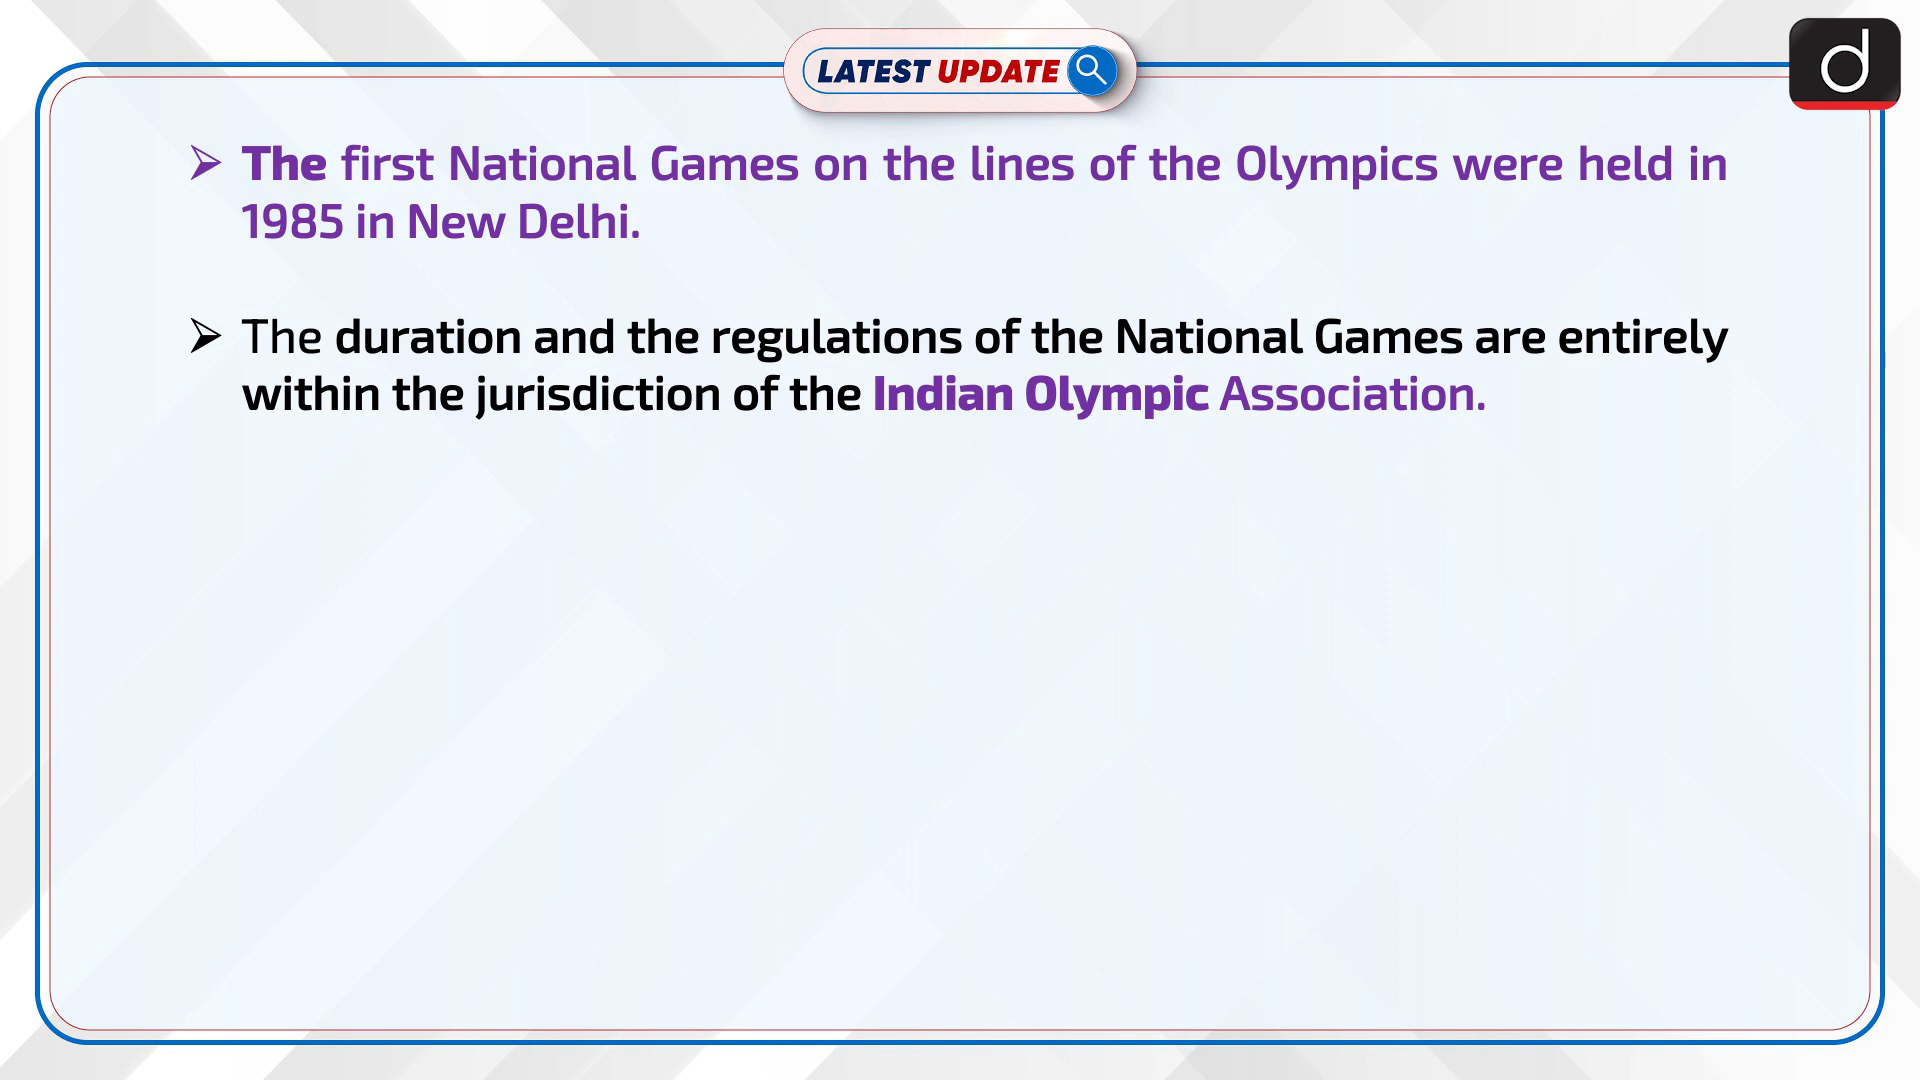 LATEST UPDATE
d
➢ The first National Games on the lines of the Olympics were held in
1985 in New Delhi.
➢ The duration and the regulations of the National Games are entirely
within the jurisdiction of the Indian Olympic Association.